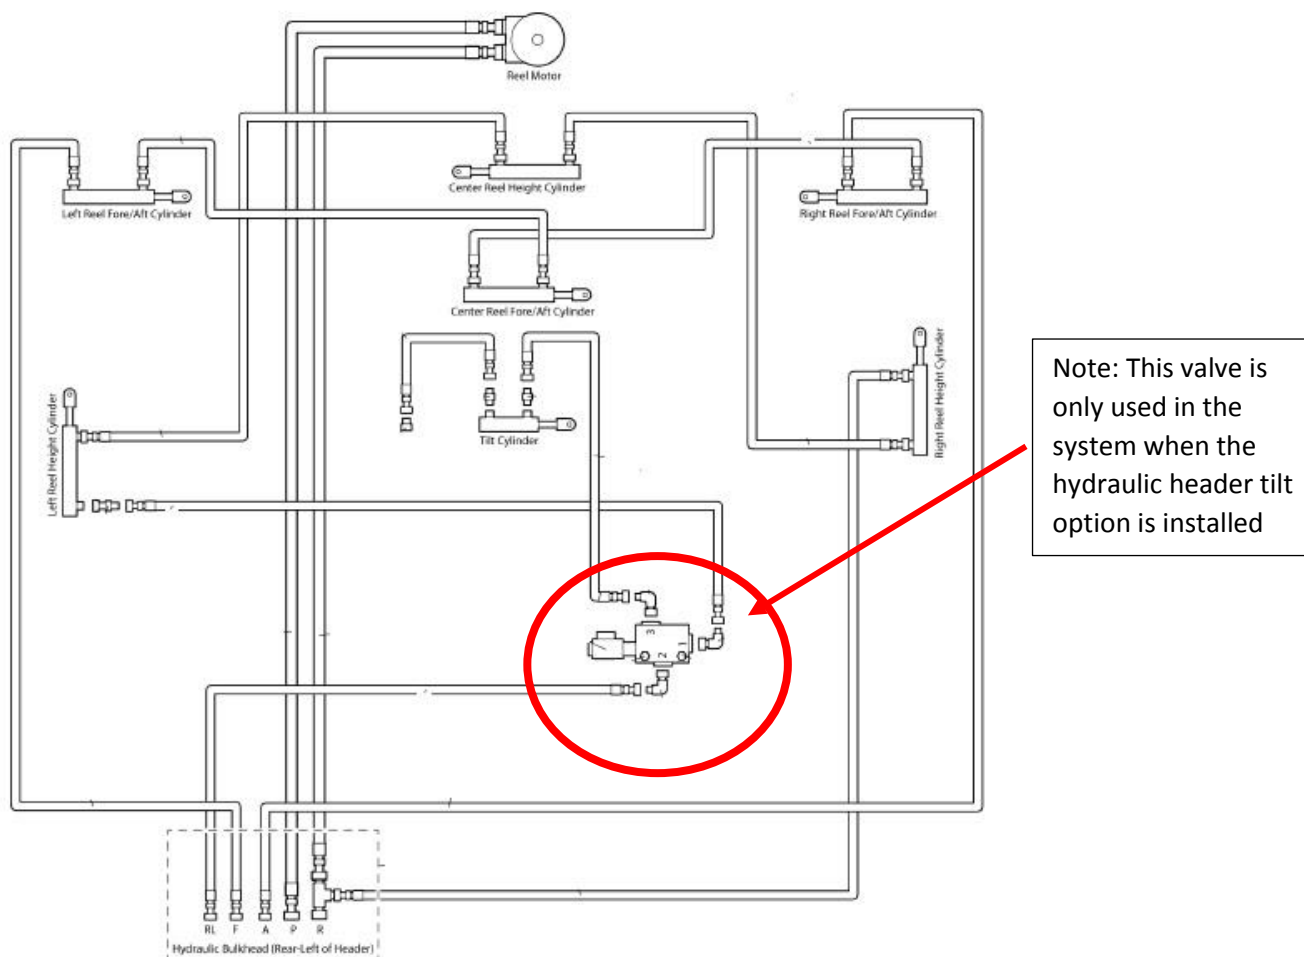 Reel Motor
Center Reel Height Cylinder
Left Reel Fore/Aft Cylinder
Right Reel Fore/Aft Cylinder
Center Reel Fore/Aft Cylinder
Tilt Cylinder
Left Reel Height Cylinder
Right Reel Height Cylinder
Note: This valve is
only used in the
system when the
hydraulic header tilt
option is installed
3
2
1
RL F A P R
Hydraulic Bulkhead (Rear-Left of Header)